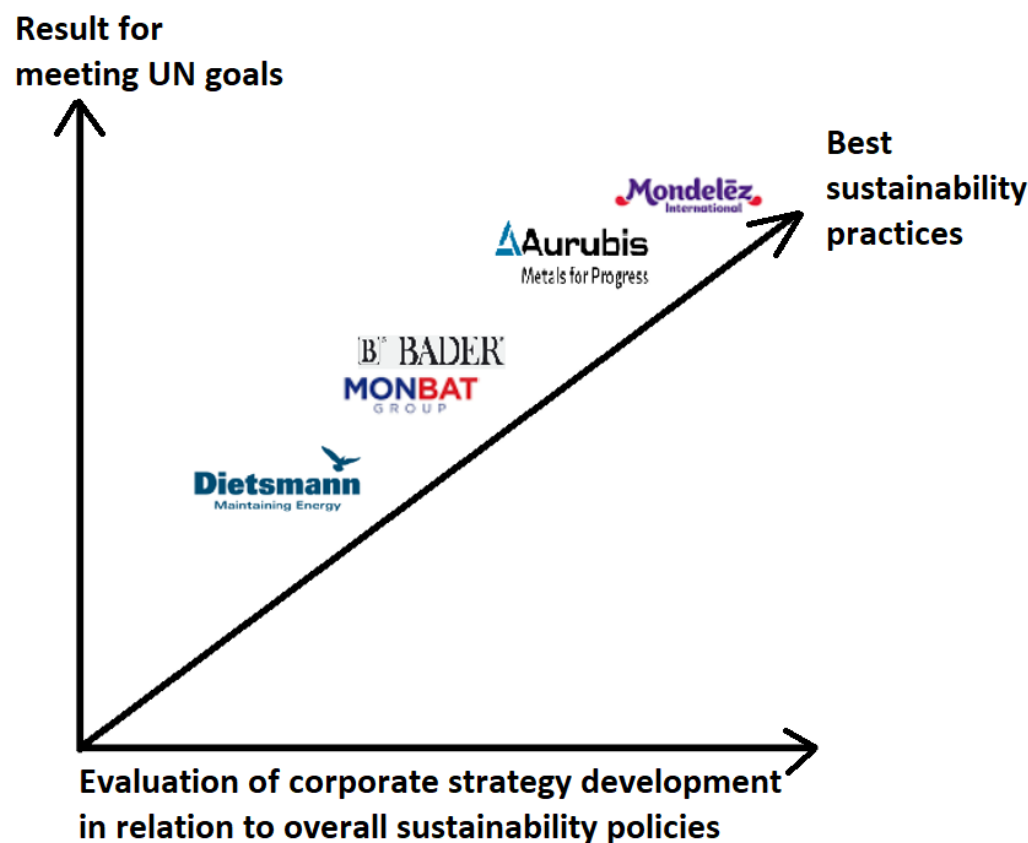 Result for
meeting UN goals
Best
sustainability
practices
Mondelēz
International
Aurubis
Metals for Progress
B BADER
MONBAT
GROUP
Dietsmann
Maintaining Energy
Evaluation of corporate strategy development
in relation to overall sustainability policies